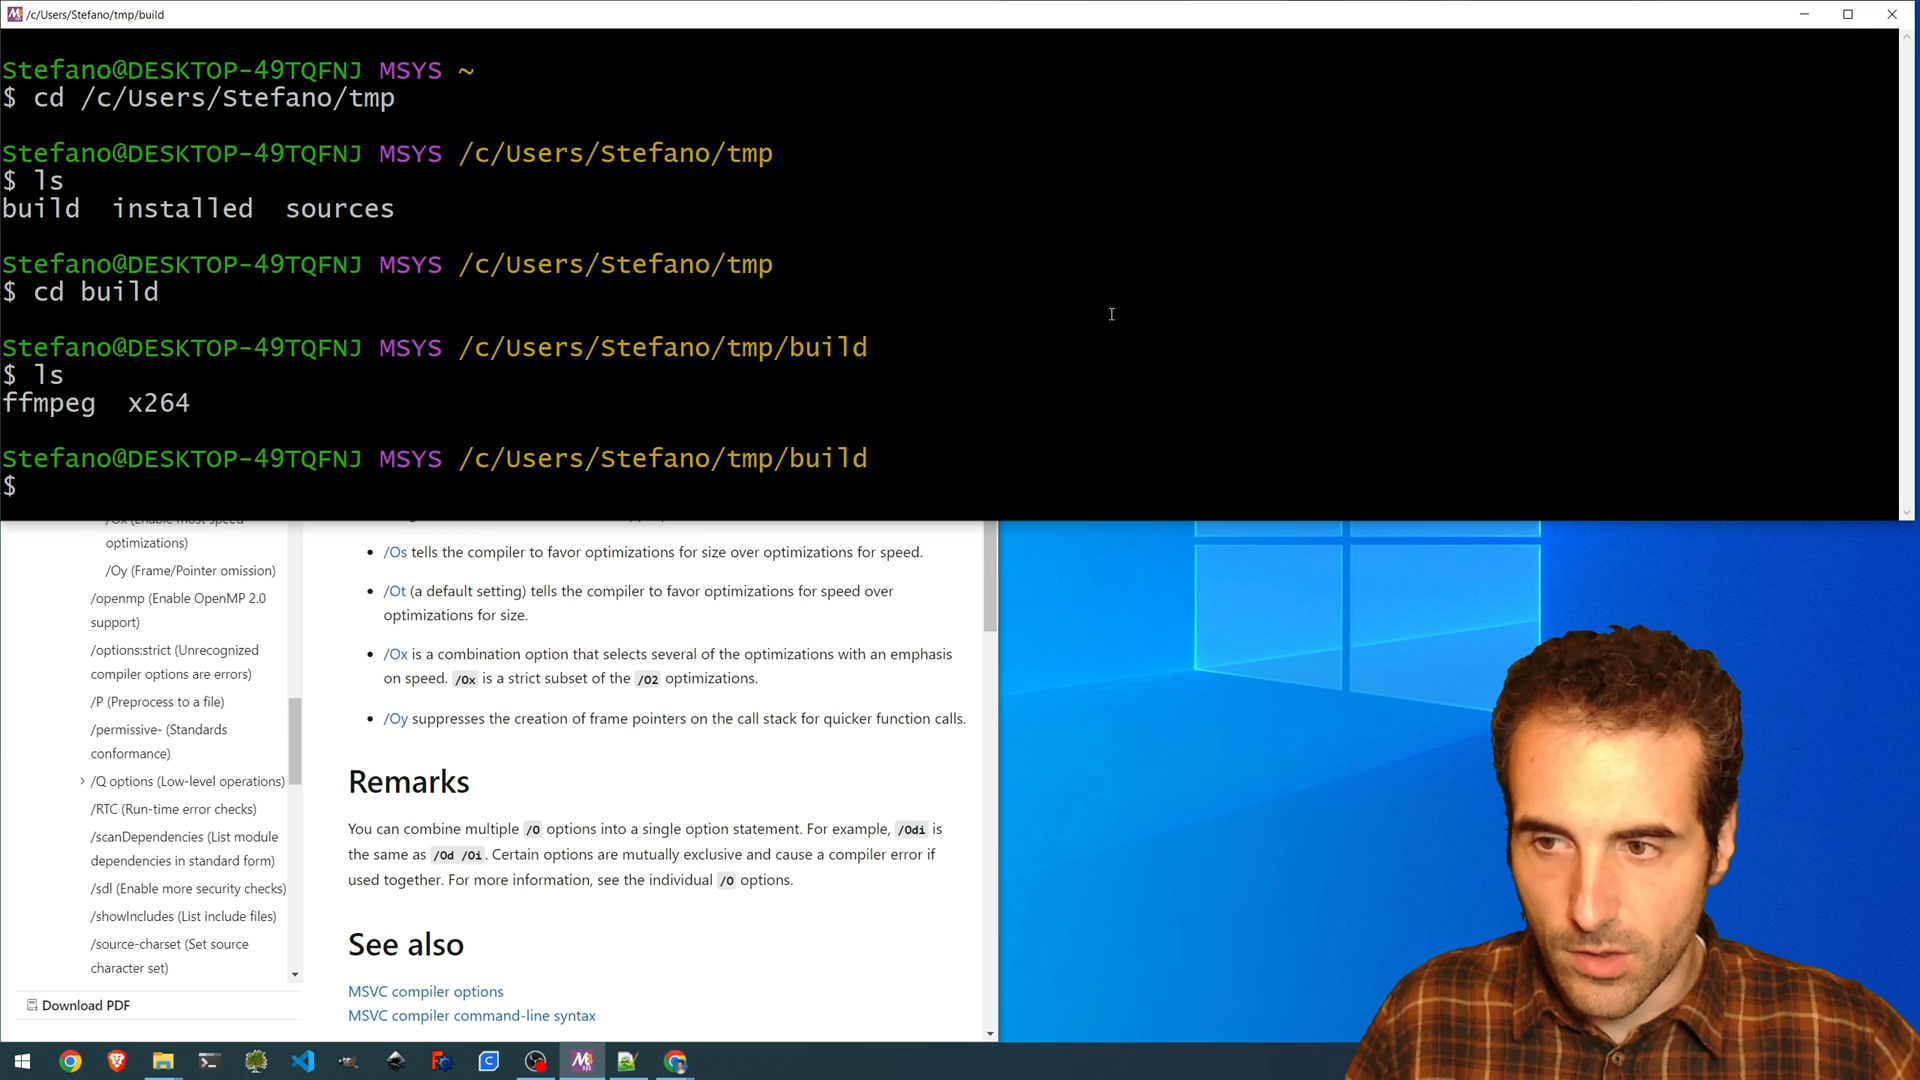 /c/Users/Stefano/tmp/build
Stefano@DESKTOP-49TQFNJ MSYS ~
$ cd /c/Users/Stefano/tmp
Stefano@DESKTOP-49TQFNJ MSYS /c/Users/Stefano/tmp
$ ls
build installed sources
Stefano@DESKTOP-49TQFNJ MSYS /c/Users/Stefano/tmp
$ cd build
Stefano@DESKTOP-49TQFNJ MSYS /c/Users/Stefano/tmp/build
$ ls
ffmpeg x264
Stefano@DESKTOP-49TQFNJ MSYS /c/Users/Stefano/tmp/build
$
/Ox (Enable most speed
optimizations)
/Oy (Frame/Pointer omission)
/openmp (Enable OpenMP 2.0
support)
/options:strict (Unrecognized
compiler options are errors)
/P (Preprocess to a file)
/permissive- (Standards
conformance)
/Q options (Low-level operations)
/RTC (Run-time error checks)
/scanDependencies (List module
dependencies in standard form)
/sdl (Enable more security checks)
/showIncludes (List include files)
/source-charset (Set source
character set)
Download PDF
• /Os tells the compiler to favor optimizations for size over optimizations for speed.
• /Ot (a default setting) tells the compiler to favor optimizations for speed over
optimizations for size.
• /Ox is a combination option that selects several of the optimizations with an emphasis
on speed. /Ox is a strict subset of the /O2 optimizations.
• /Oy suppresses the creation of frame pointers on the call stack for quicker function calls.
Remarks
You can combine multiple /O options into a single option statement. For example, /Odi is
the same as /Od /Oi. Certain options are mutually exclusive and cause a compiler error if
used together. For more information, see the individual /O options.
See also
MSVC compiler options
MSVC compiler command-line syntax